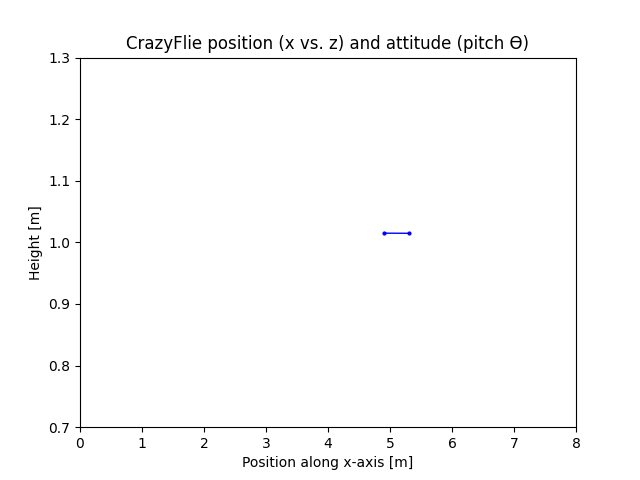 CrazyFlie position (x vs. z) and attitude (pitch Ө)
1.3
1.2
1.1
1.0
0.9
0.8
0.7
Height [m]
0 1 2 3 4 5 6 7 8
Position along x-axis [m]